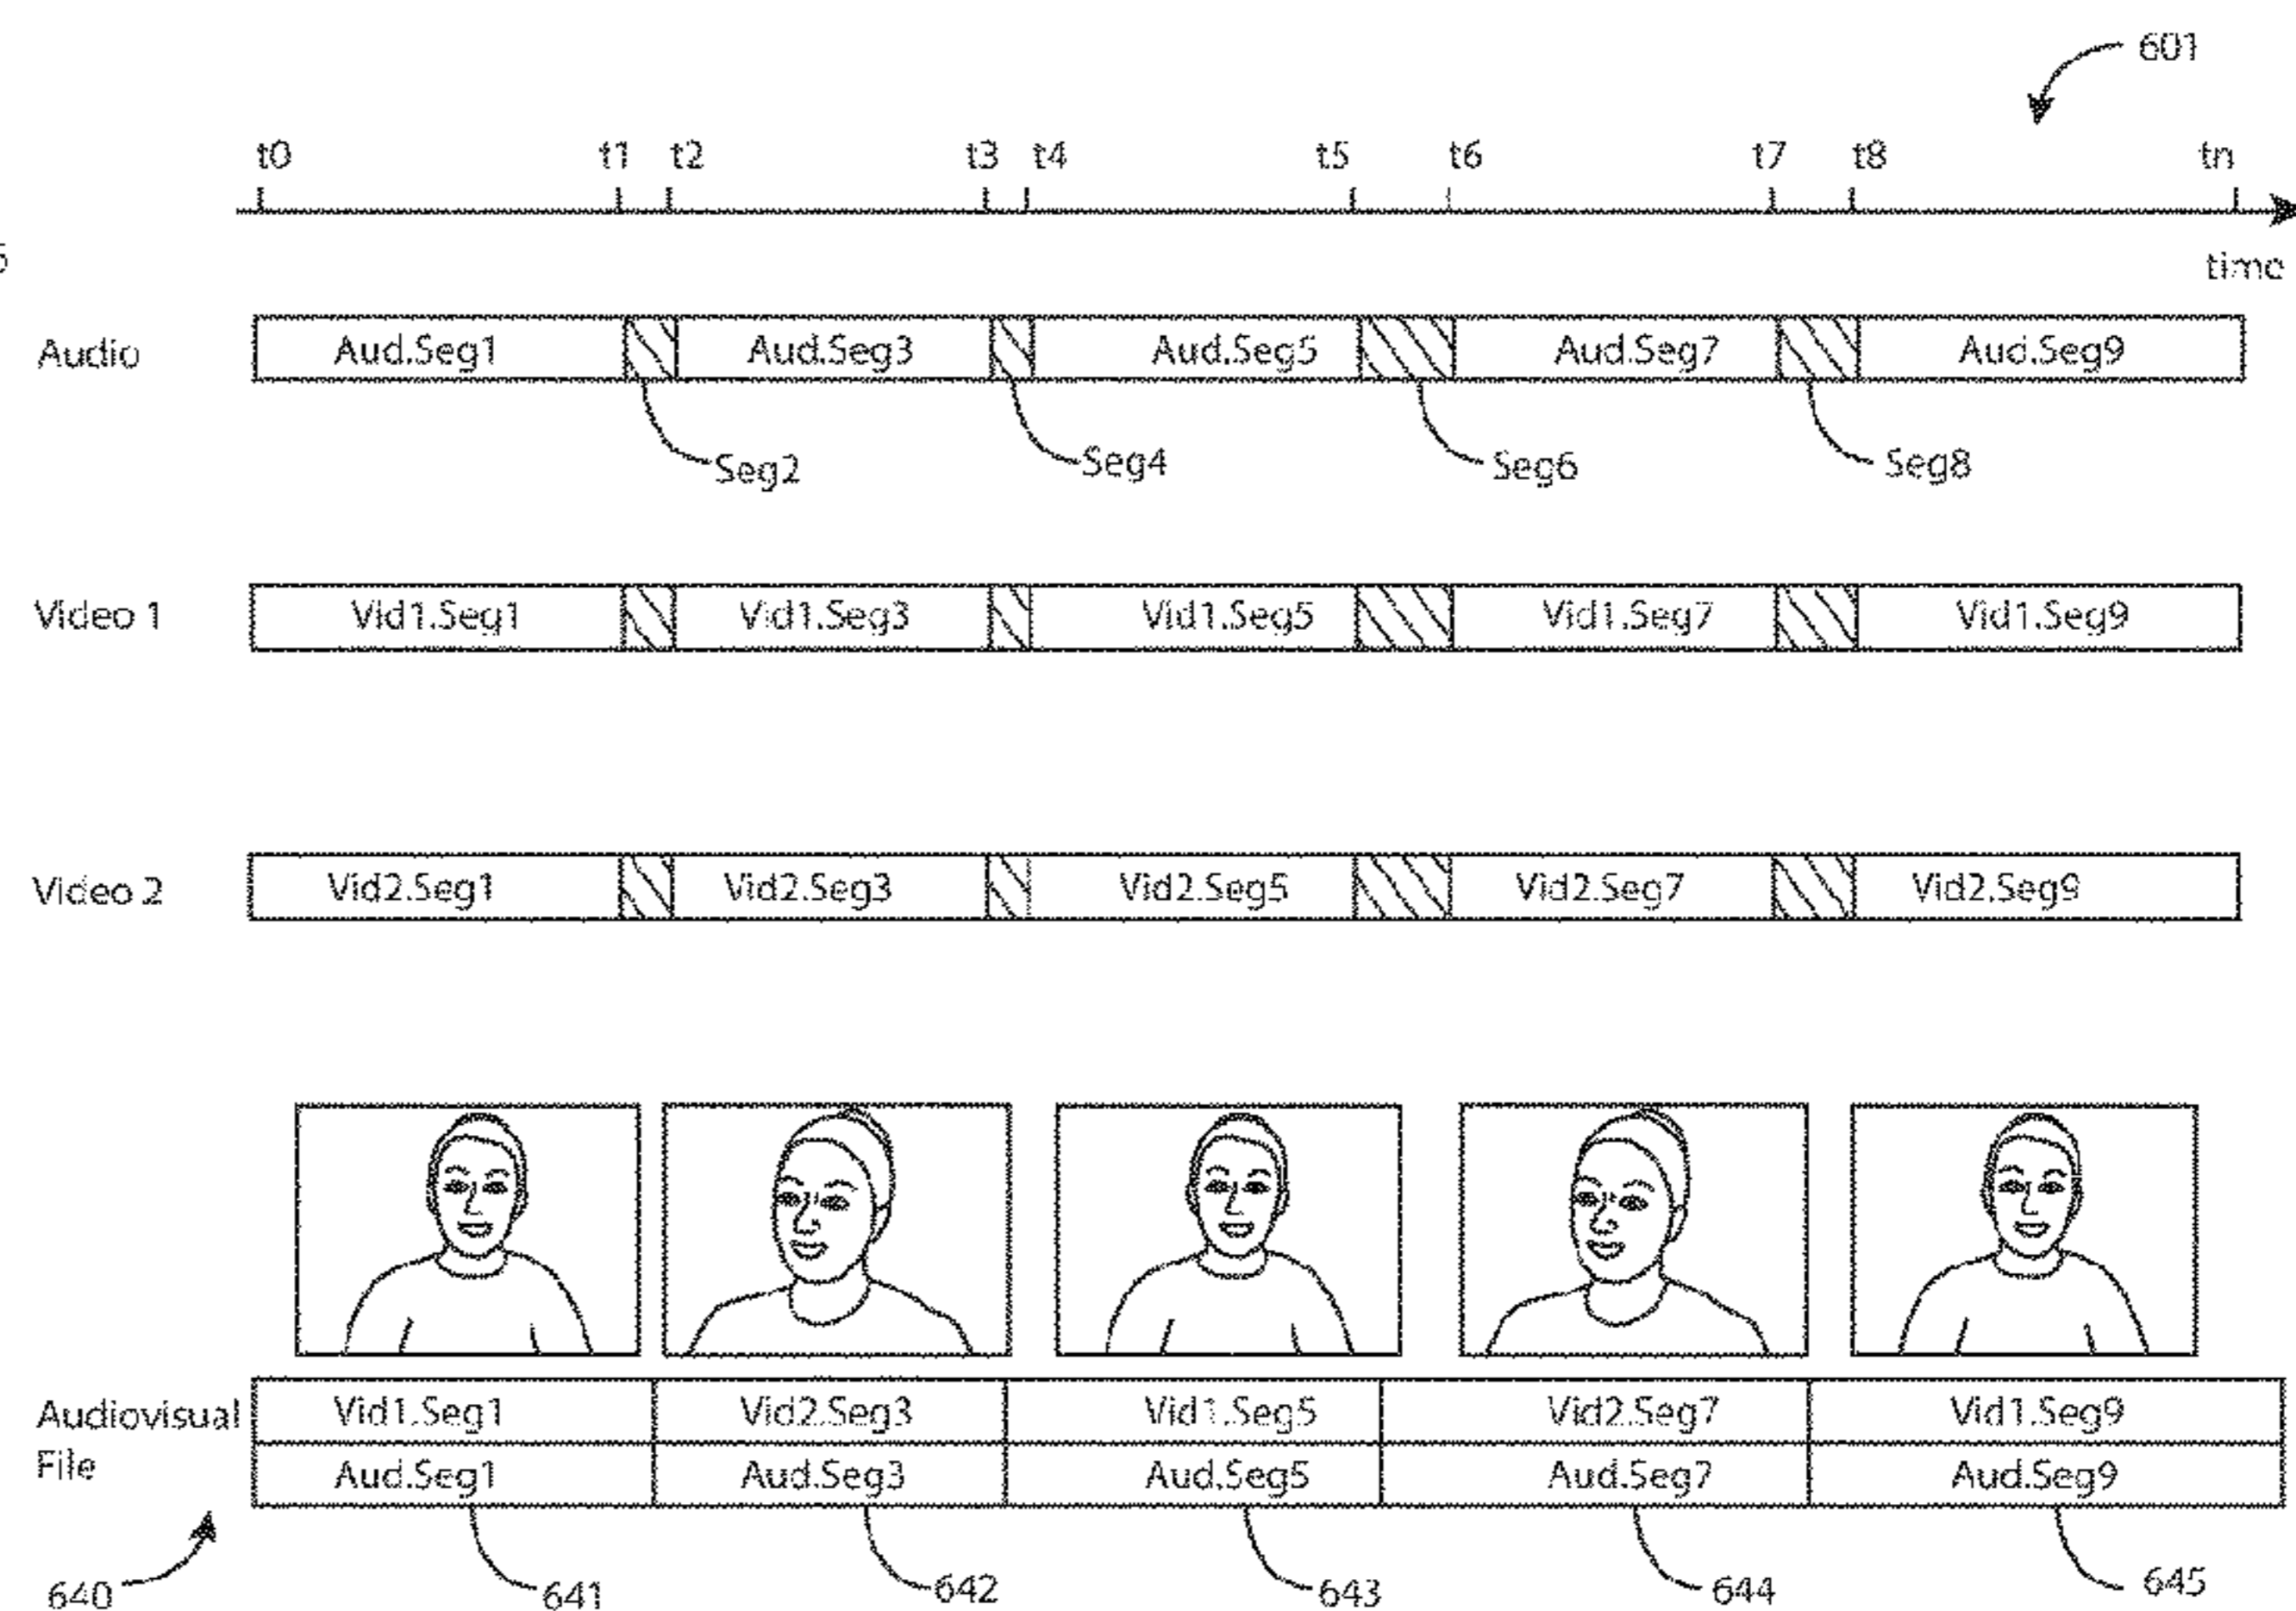 601
t0 t1 t2 t3 t4 t5 t6 t7 t8 tn
time
Audio Aud.Seg1 Aud.Seg3 Aud.Seg5 Aud.Seg7 Aud.Seg9
Seg2 Seg4 Seg6 Seg8
Video 1 Vid1.Seg1 Vid1.Seg3 Vid1.Seg5 Vid1.Seg7 Vid1.Seg9
Video 2 Vid2.Seg1 Vid2.Seg3 Vid2.Seg5 Vid2.Seg7 Vid2.Seg9
Audiovisual Vid1.Seg1 Vid2.Seg3 Vid1.Seg5 Vid2.Seg7 Vid1.Seg9
File Aud.Seg1 Aud.Seg3 Aud.Seg5 Aud.Seg7 Aud.Seg9
640 641 642 643 644 645